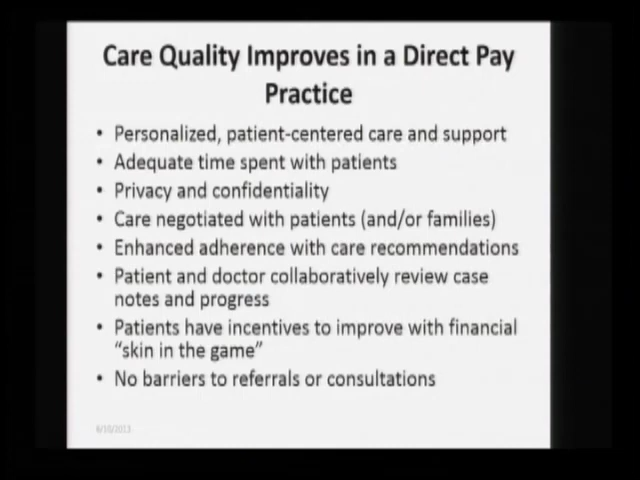 Care Quality Improves in a Direct Pay
Practice
• Personalized, patient-centered care and support
• Adequate time spent with patients
• Privacy and confidentiality
• Care negotiated with patients (and/or families)
• Enhanced adherence with care recommendations
• Patient and doctor collaboratively review case
notes and progress
• Patients have incentives to improve with financial
“skin in the game”
• No barriers to referrals or consultations
6/10/2013